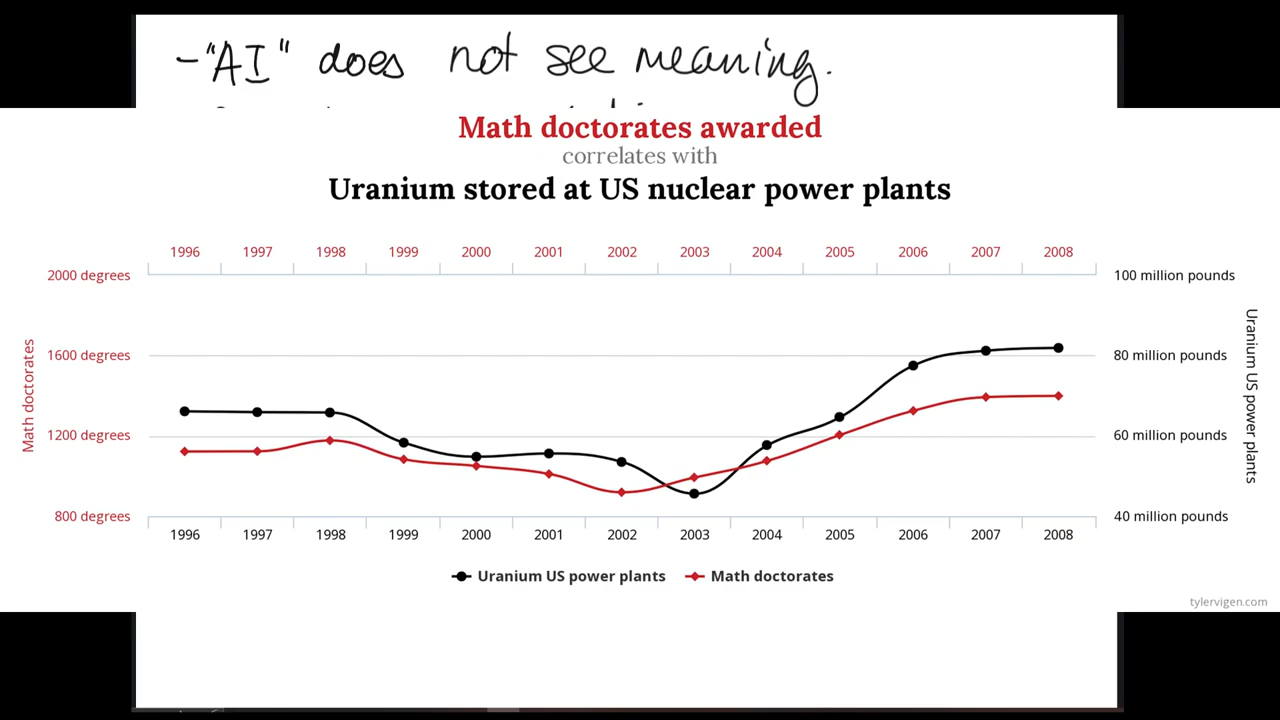 - "AI" does not see meaning.
Math doctorates awarded
correlates with
Uranium stored at US nuclear power plants
1996 1997 1998 1999 2000 2001 2002 2003 2004 2005 2006 2007 2008
2000 degrees 100 million pounds
1600 degrees 80 million pounds
1200 degrees 60 million pounds
800 degrees 40 million pounds
Math doctorates
Uranium US power plants
1996 1997 1998 1999 2000 2001 2002 2003 2004 2005 2006 2007 2008
Uranium US power plants Math doctorates
tylervigen.com